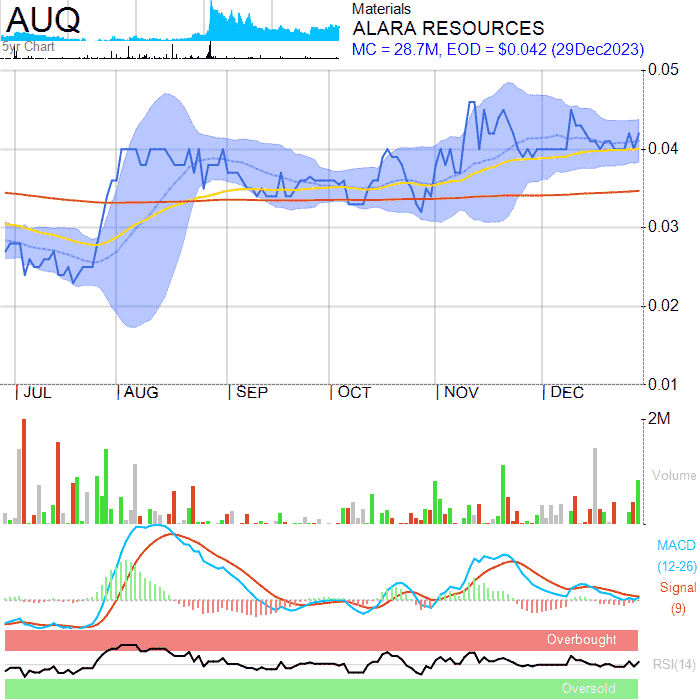 AUQ
5yr Chart
Materials
ALARA RESOURCES
MC = 28.7M, EOD = $0.042 (29Dec2023)
0.05
0.04
0.03
0.02
0.01
JUL AUG SEP OCT NOV DEC
2M
Volume
MACD
(12-26)
Signal
(9)
Overbought
RSI(14)
Oversold